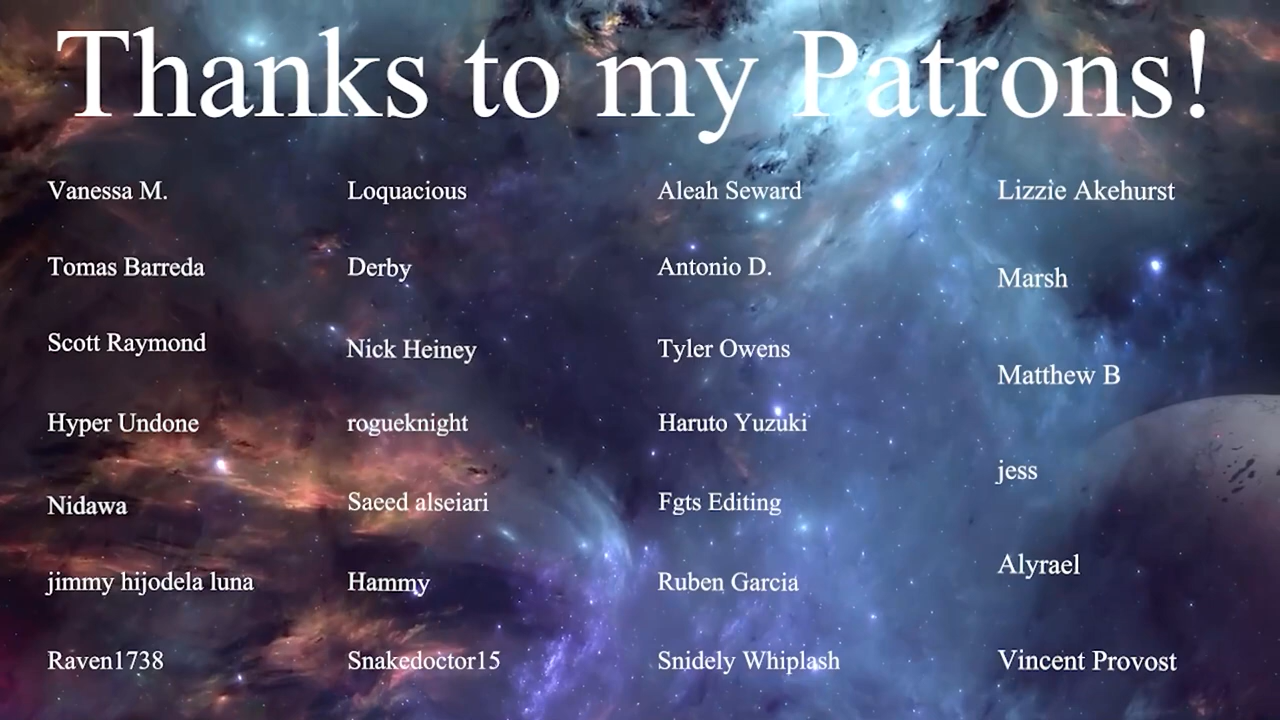 Thanks to my Patrons!
Vanessa M.
Tomas Barreda
Scott Raymond
Hyper Undone
Nidawa
jimmy hijodela luna
Raven1738
Loquacious
Derby
Nick Heiney
rogueknight
Saeed alseiari
Hammy
Snakedoctor15
Aleah Seward
Antonio D.
Tyler Owens
Haruto Yuzuki
Fgts Editing
Ruben Garcia
Snidely Whiplash
Lizzie Akehurst
Marsh
Matthew B
jess
Alyrael
Vincent Provost